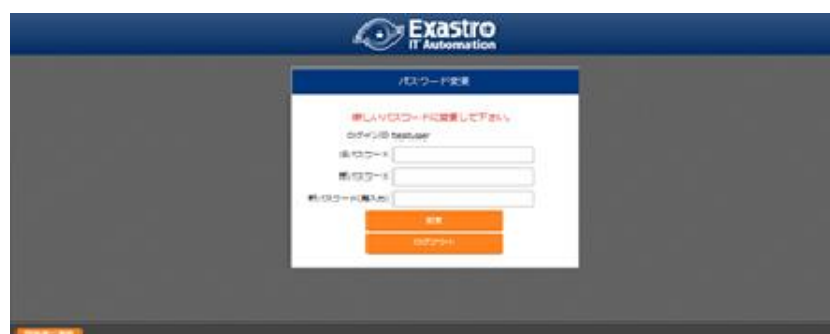 Exastro
IT Automation
パスワード変更
新しいパスワードに変更して下さい。
ログインID testuser
旧パスワード
新パスワード
新パスワード(再入力)
変更
ログアウト